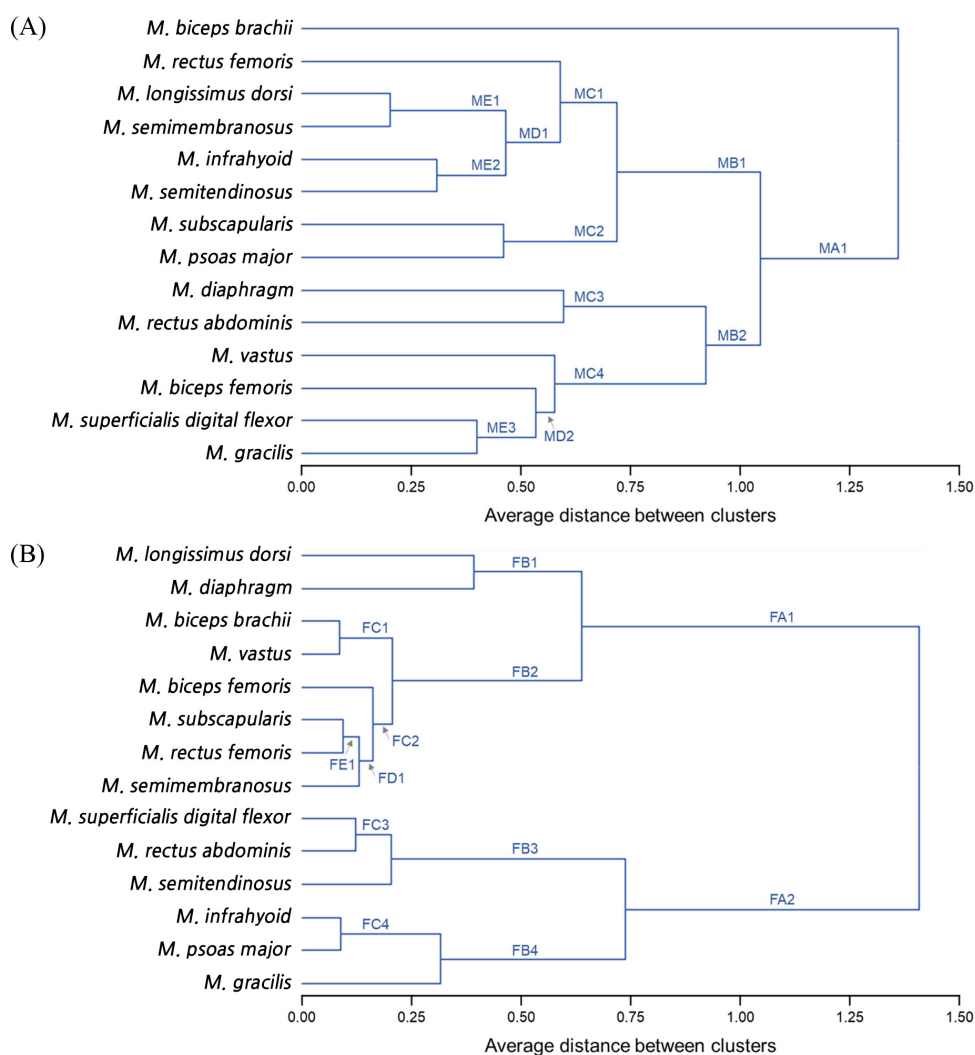 (A)
M. biceps brachii
M. rectus femoris
M. longissimus dorsi
ME1
MC1
M. semimembranosus
MD1
M. infrahyoid
ME2
MB1
M. semitendinosus
M. subscapularis
MC2
M. psoas major
MA1
M. diaphragm
MC3
M. rectus abdominis
MB2
M. vastus
MC4
M. biceps femoris
M. superficialis digital flexor
ME3
MD2
M. gracilis
0.00 0.25 0.50 0.75 1.00 1.25 1.50
Average distance between clusters
(B)
M. longissimus dorsi
FB1
M. diaphragm
M. biceps brachii
FC1
FA1
M. vastus
FB2
M. biceps femoris
M. subscapularis
FC2
M. rectus femoris
FE1
FD1
M. semimembranosus
M. superficialis digital flexor
FC3
M. rectus abdominis
FB3
M. semitendinosus
FA2
M. infrahyoid
FC4
M. psoas major
FB4
M. gracilis
0.00 0.25 0.50 0.75 1.00 1.25 1.50
Average distance between clusters